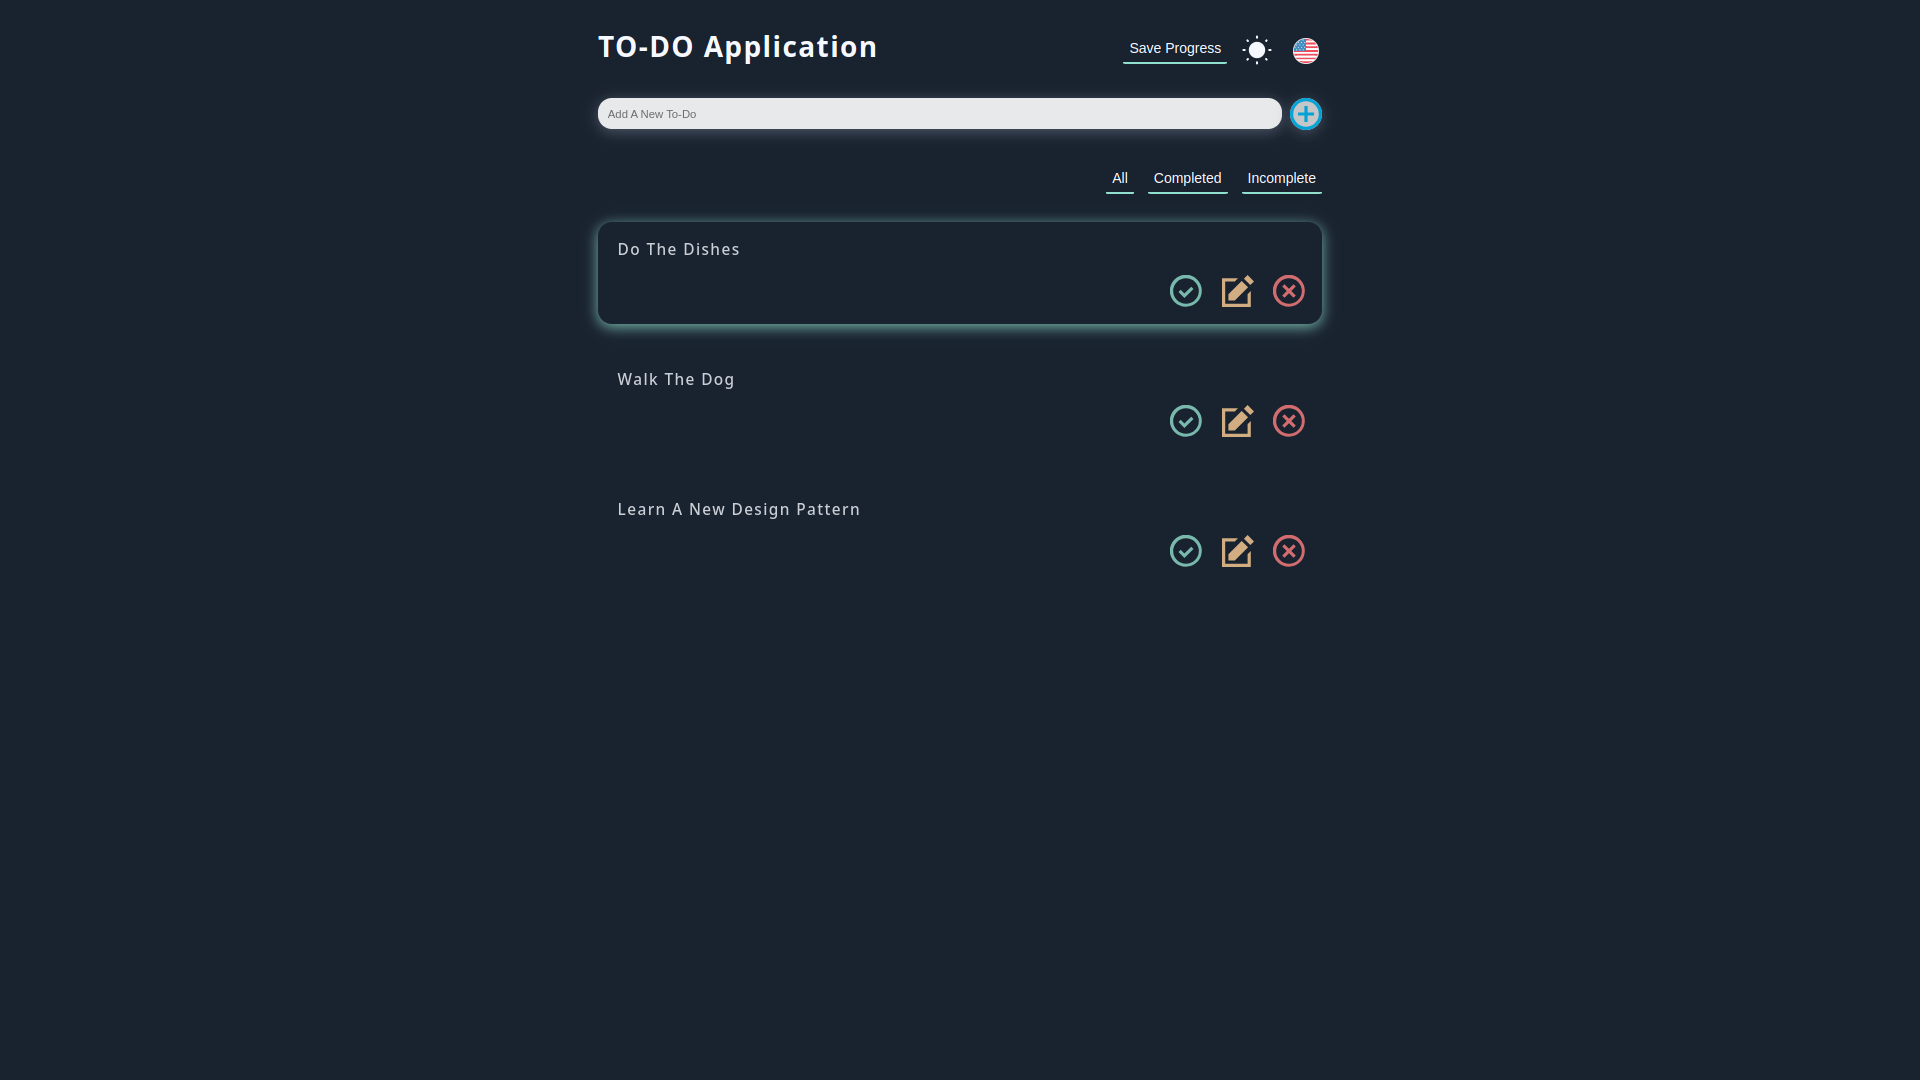 TO-DO Application
Save Progress
Add A New To-Do
All
Completed
Incomplete
Do The Dishes
Walk The Dog
Learn A New Design Pattern